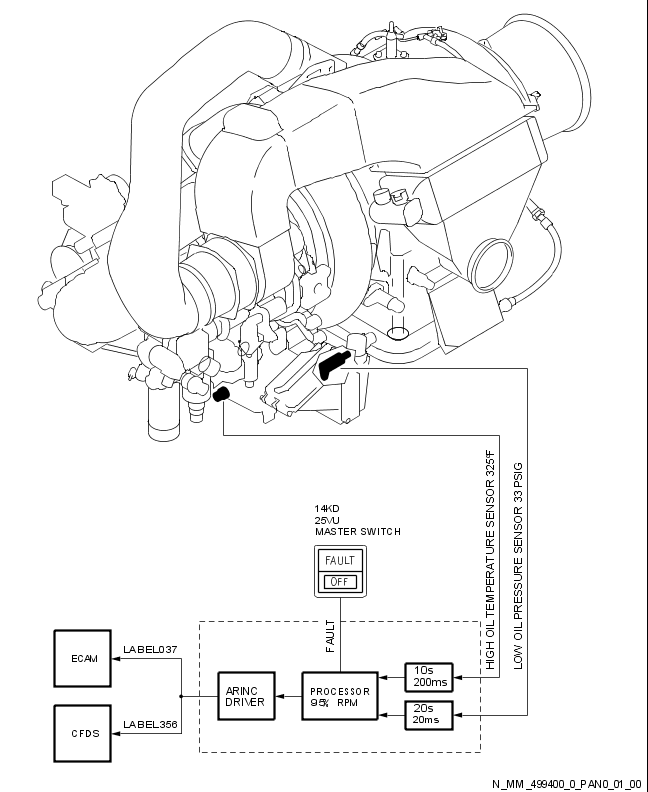 14KD
25VU
MASTER SWITCH
FAULT
OFF
HIGH OIL TEMPERATURE SENSOR 325°F
LOW OIL PRESSURE SENSOR 33 PSIG
FAULT
ECAM
LABEL037
ARINC
DRIVER
PROCESSOR
95% RPM
10s
200ms
20s
20ms
CFDS
LABEL356
N_MM_499400_0_PAN0_01_00